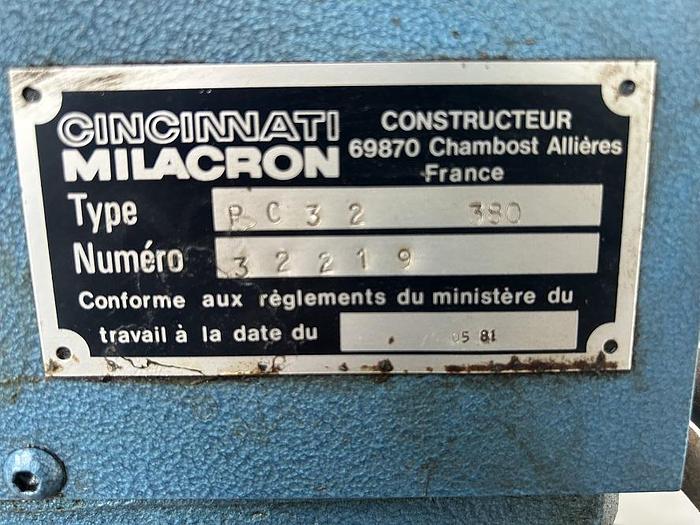 CINCINNATI
MILACRON
CONSTRUCTEUR
69870 Chambost Allières
France
Type PC32 380
Numéro 32219
Conforme aux règlements du ministère du
travail à la date du 05 81